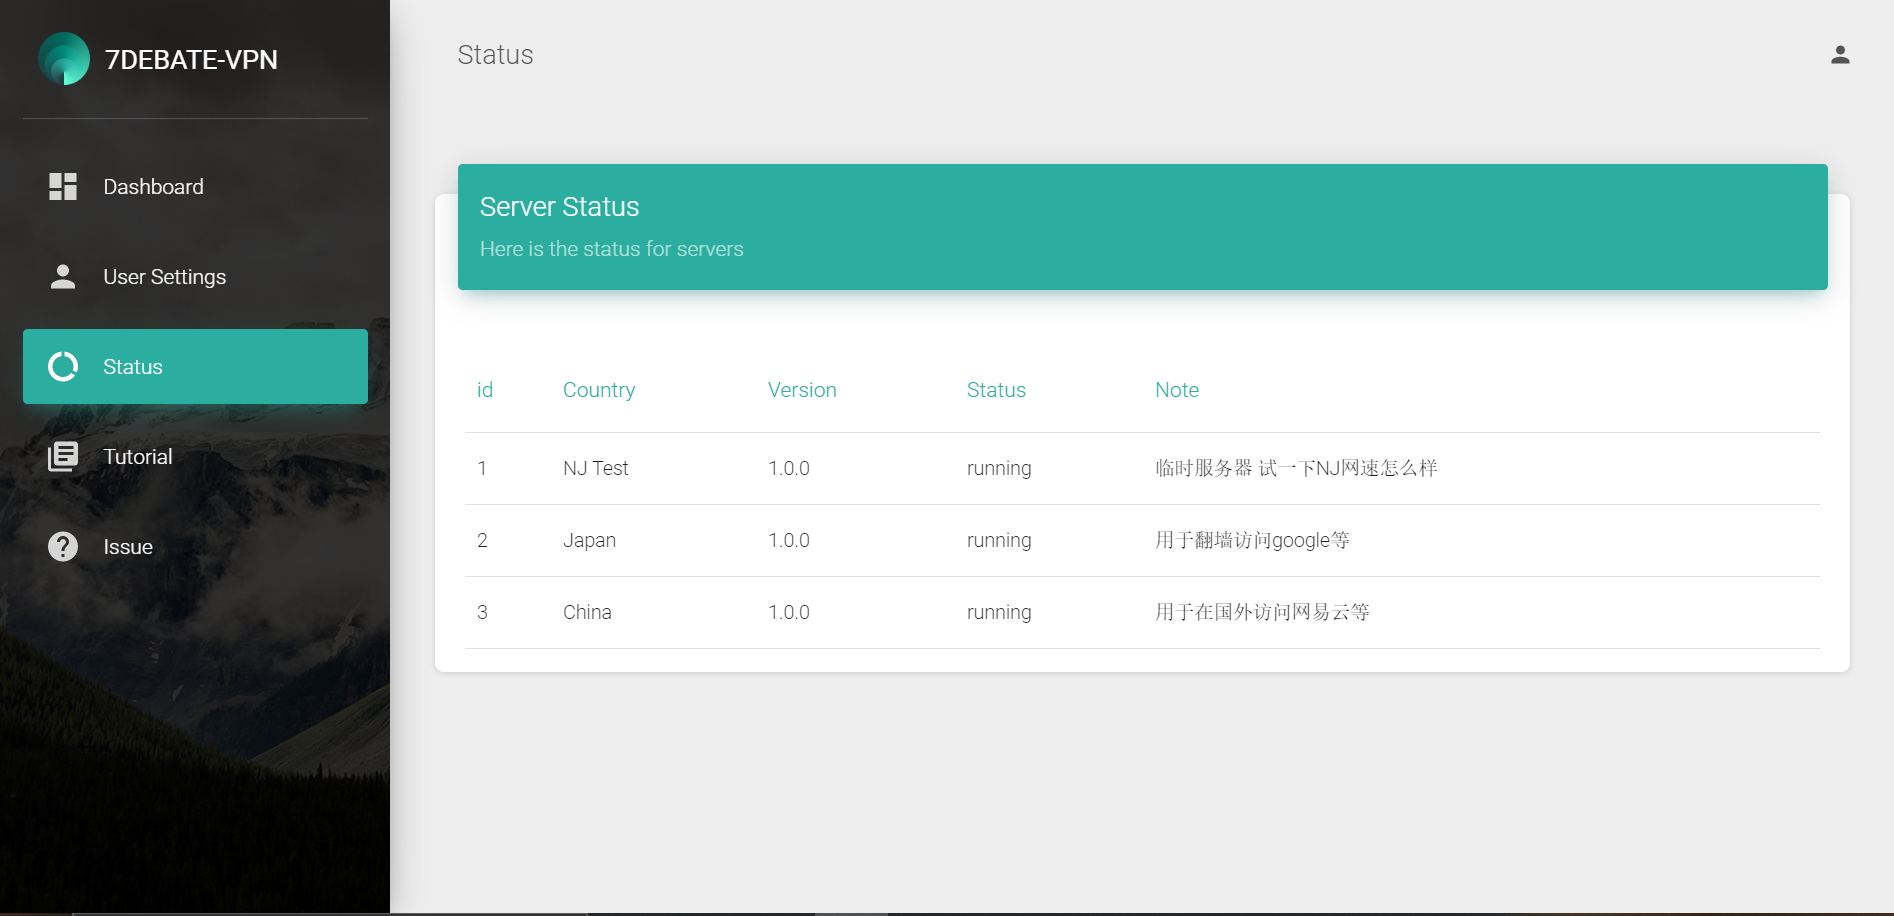 7DEBATE-VPN
Dashboard
User Settings
Status
Tutorial
Issue
Status
Server Status
Here is the status for servers
id Country Version Status Note
1 NJ Test 1.0.0 running 临时服务器 试一下NJ网速怎么样
2 Japan 1.0.0 running 用于翻墙访问google等
3 China 1.0.0 running 用于在国外访问网易云等